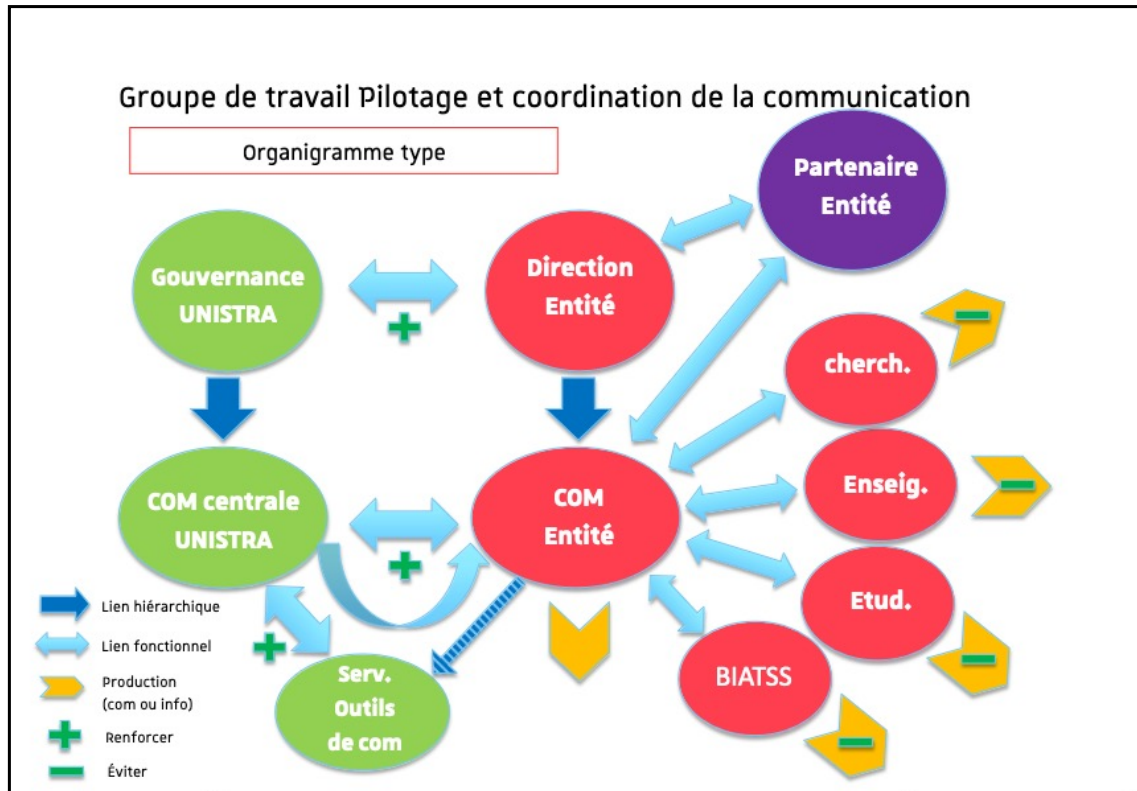 Groupe de travail Pilotage et coordination de la communication
Organigramme type
Partenaire
Entité
Gouvernance
UNISTRA
Direction
Entité
cherch.
COM centrale
UNISTRA
COM
Entité
Enseig.
Etud.
BIATSS
Serv.
Outils
de com
Lien hiérarchique
Lien fonctionnel
Production
(com ou info)
Renforcer
Éviter